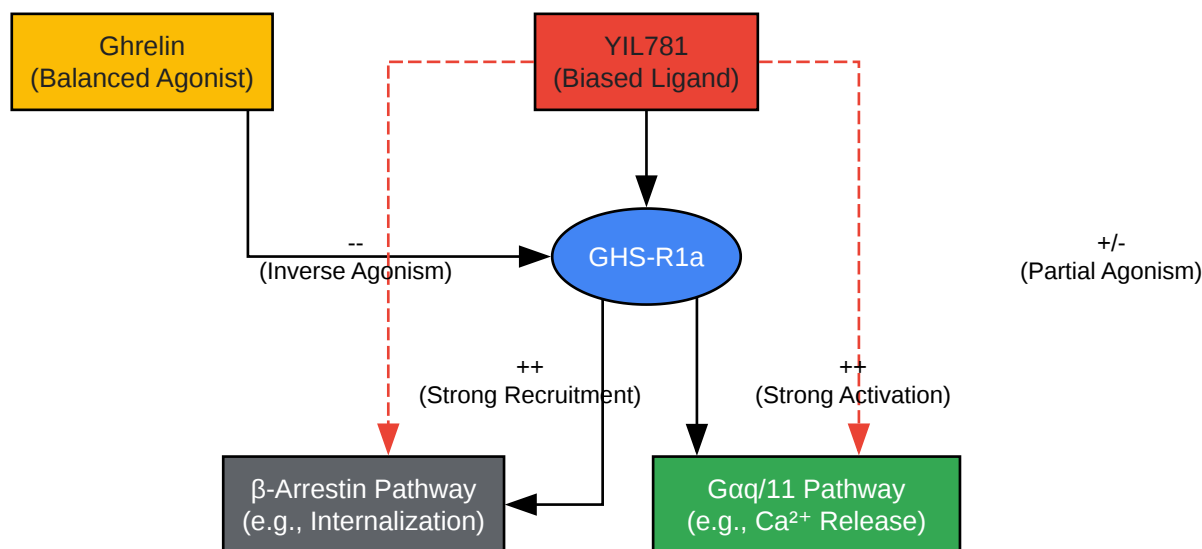 Ghrelin
(Balanced Agonist)
YIL781
(Biased Ligand)
--
(Inverse Agonism)
GHS-R1a
+/-
(Partial Agonism)
++
(Strong Recruitment)
++
(Strong Activation)
β-Arrestin Pathway
(e.g., Internalization)
Gαq/11 Pathway
(e.g., Ca²⁺ Release)